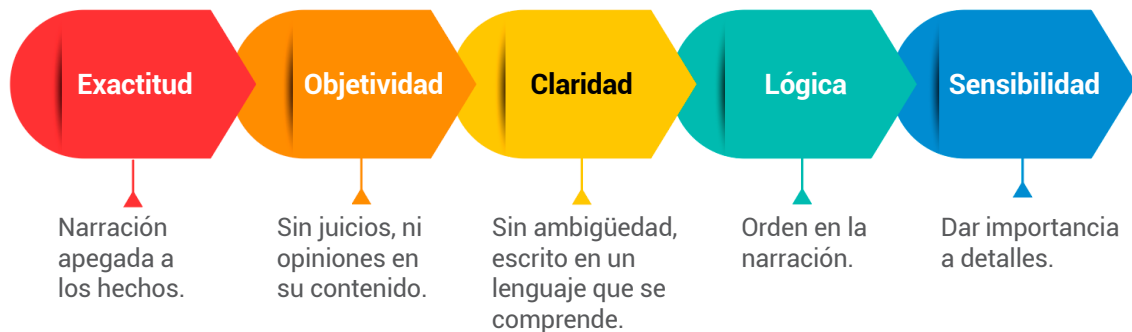 Exactitud
Objetividad
Claridad
Lógica
Sensibilidad
Narración
apegada a
los hechos.
Sin juicios, ni
opiniones en
su contenido.
Sin ambigüedad,
escrito en un
lenguaje que se
comprende.
Orden en la
narración.
Dar importancia
a detalles.